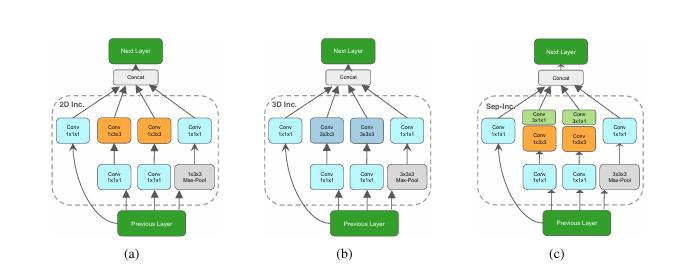 Next Layer
Concat
2D Inc.
Conv
1x1x1
Conv
1x3x3
Conv
1x3x3
Conv
1x1x1
Conv
1x1x1
Conv
1x1x1
1x3x3
Max-Pool
Previous Layer
(a)
Next Layer
Concat
3D Inc.
Conv
1x1x1
Conv
3x3x3
Conv
3x3x3
Conv
1x1x1
Conv
1x1x1
Conv
1x1x1
3x3x3
Max-Pool
Previous Layer
(b)
Next Layer
Concat
Sep-Inc.
Conv
1x1x1
Conv
3x1x1
Conv
1x3x3
Conv
3x1x1
Conv
1x3x3
Conv
1x1x1
Conv
1x1x1
Conv
1x1x1
3x3x3
Max-Pool
Previous Layer
(c)